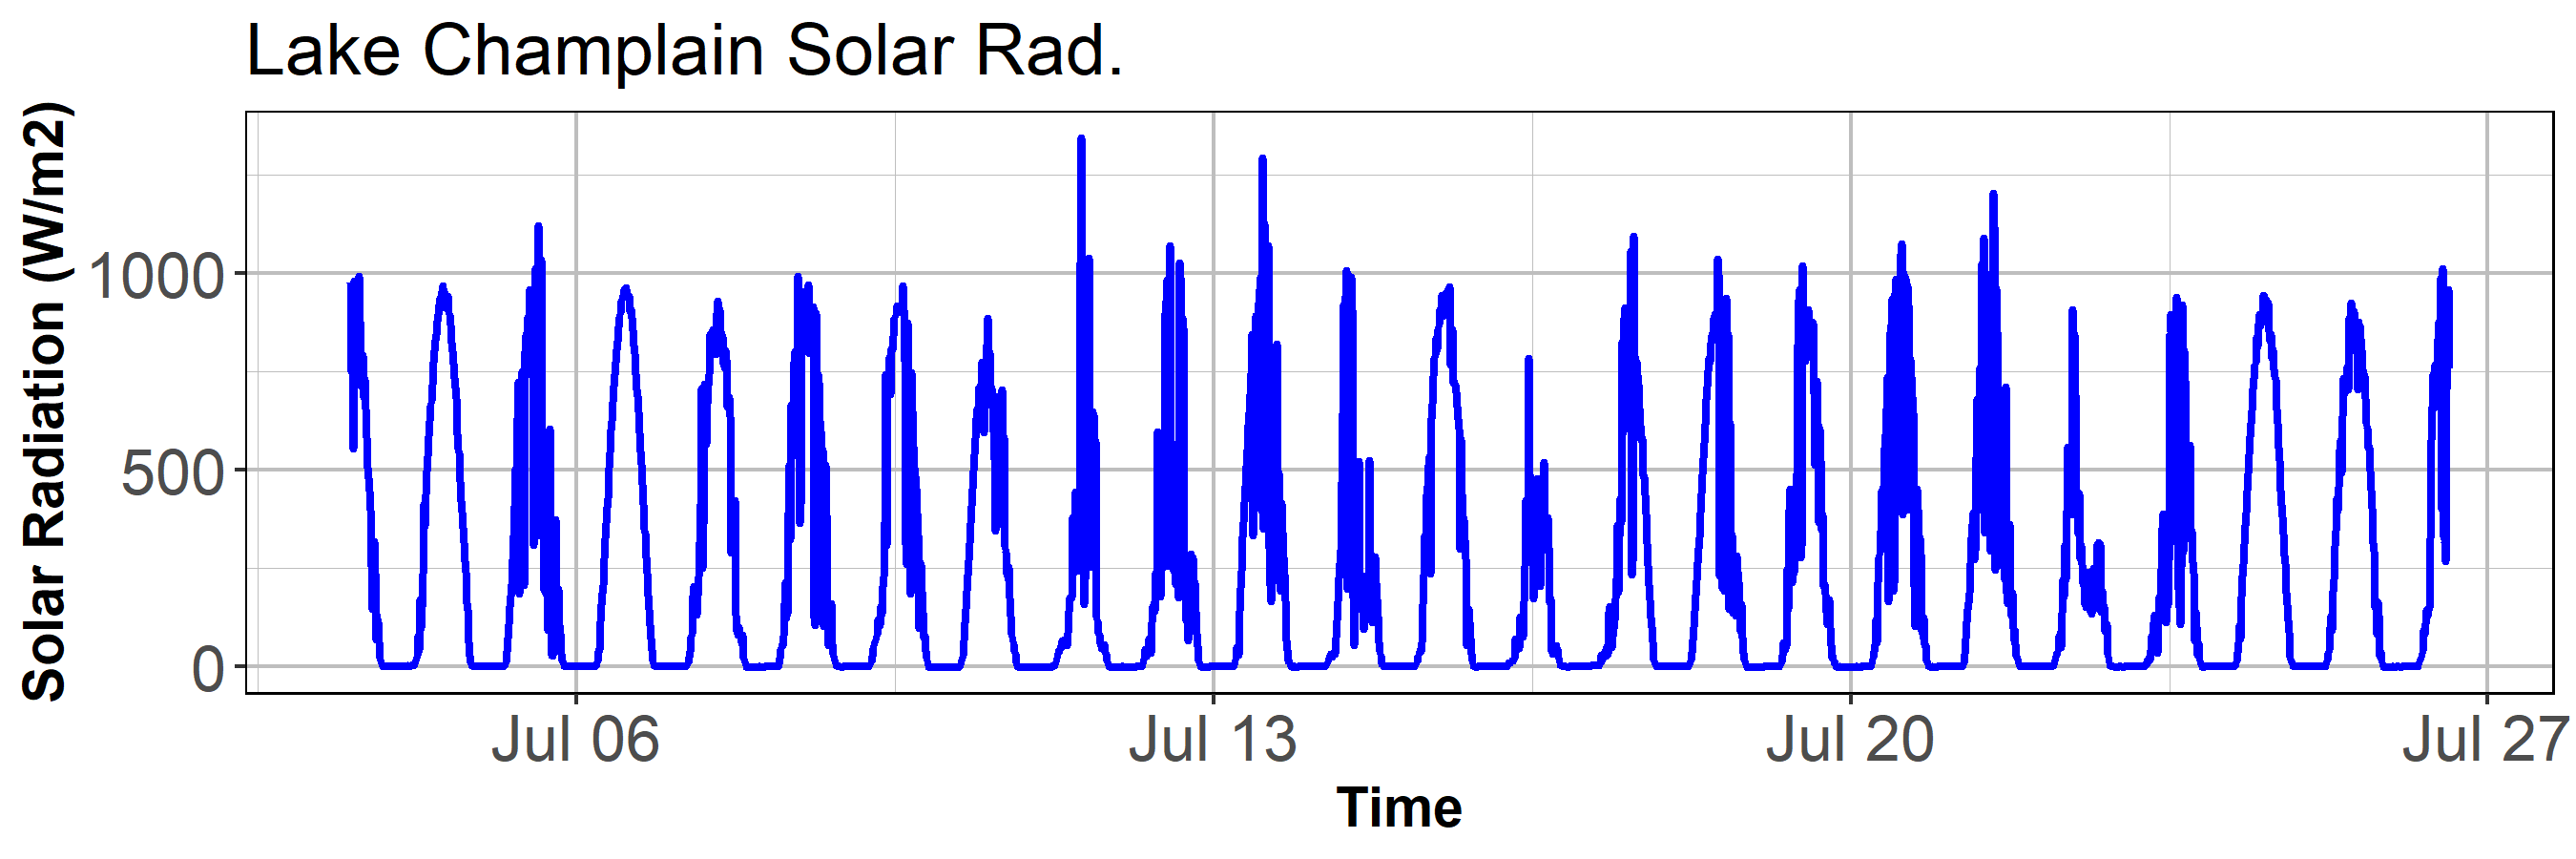 Lake Champlain Solar Rad.
Solar Radiation (W/m2)
1000
500
0
Jul 06
Jul 13
Jul 20
Jul 27
Time